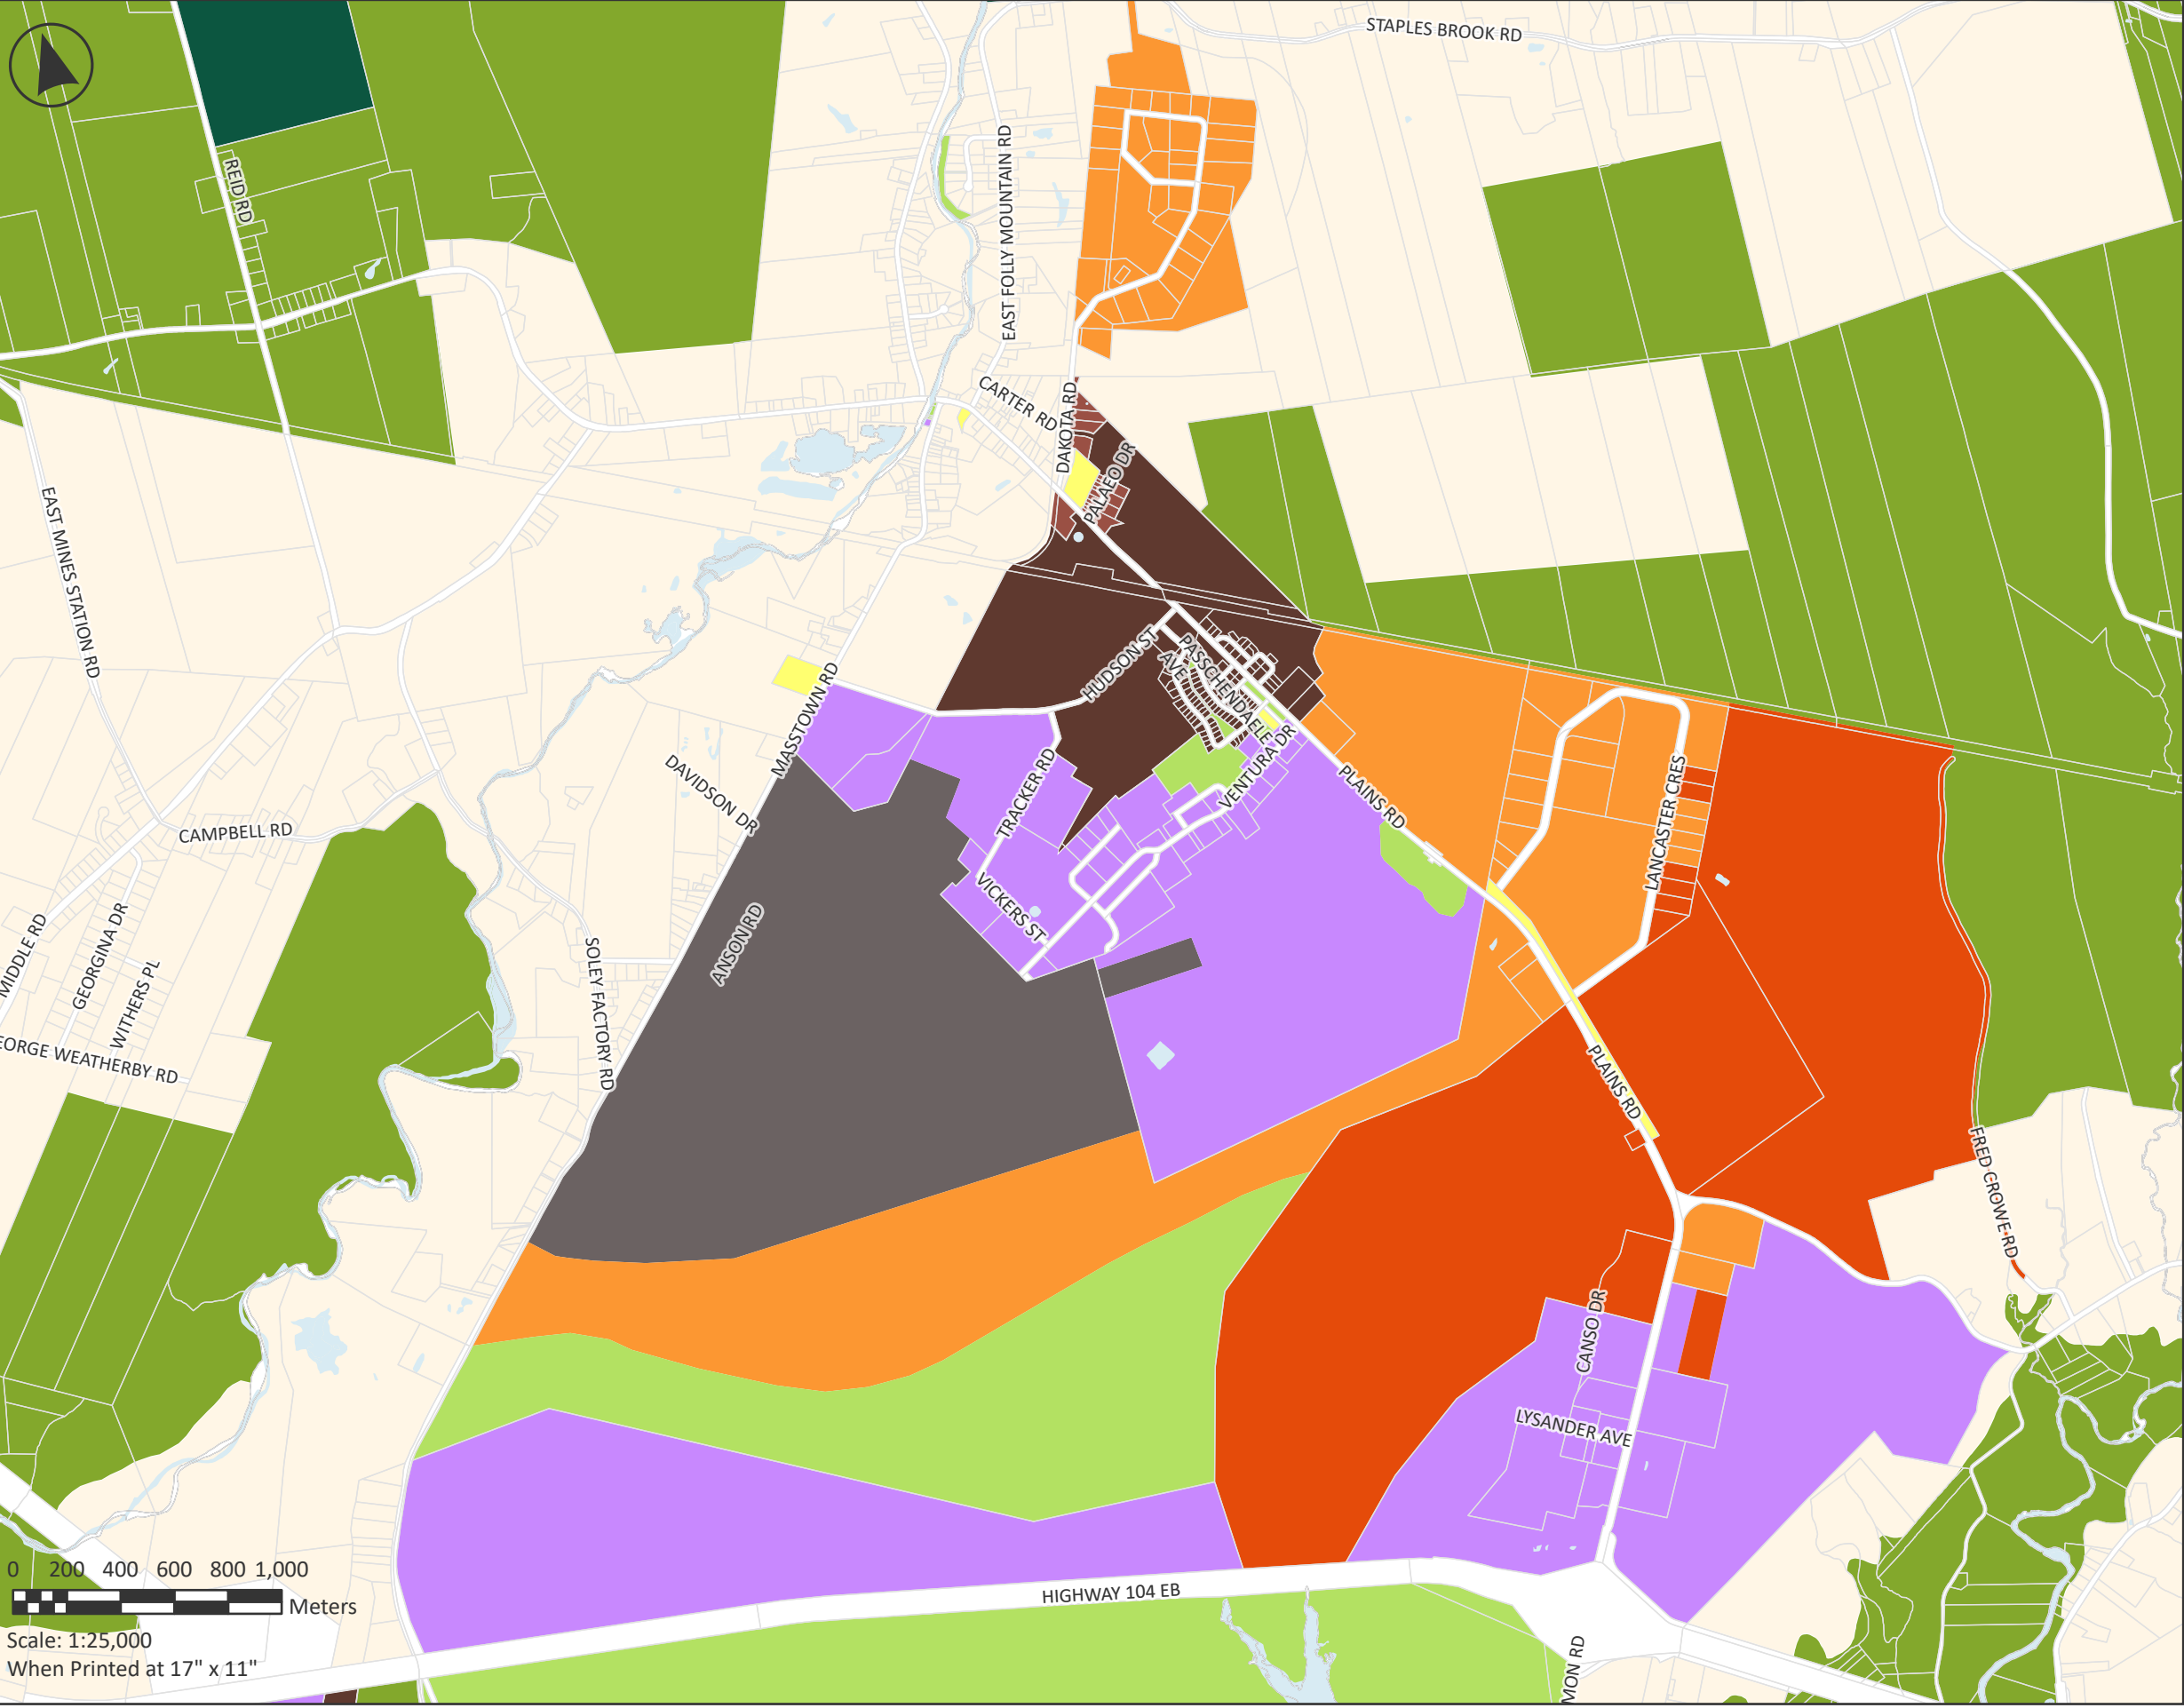 STAPLES BROOK RD
REID RD
EAST FOLLY MOUNTAIN RD
CARTER RD
DAKOTA RD
PALAEO DR
EAST MINES STATION RD
HUDSON ST
PASSCHENDAELE
AVE
MASSTOWN RD
DAVIDSON DR
TRACKER RD
VENTURA DR
PLAINS RD
LANCASTER CRES
CAMPBELL RD
VICKERS ST
MIDDLE RD
GEORGINA DR
WITHERS PL
ANSON RD
SOLEY FACTORY RD
EORGE WEATHERBY RD
PLAINS RD
FRED CROWE RD
CANSO DR
LYSANDER AVE
HIGHWAY 104 EB
MON RD
0 200 400 600 800 1,000
Meters
Scale: 1:25,000
When Printed at 17" x 11"